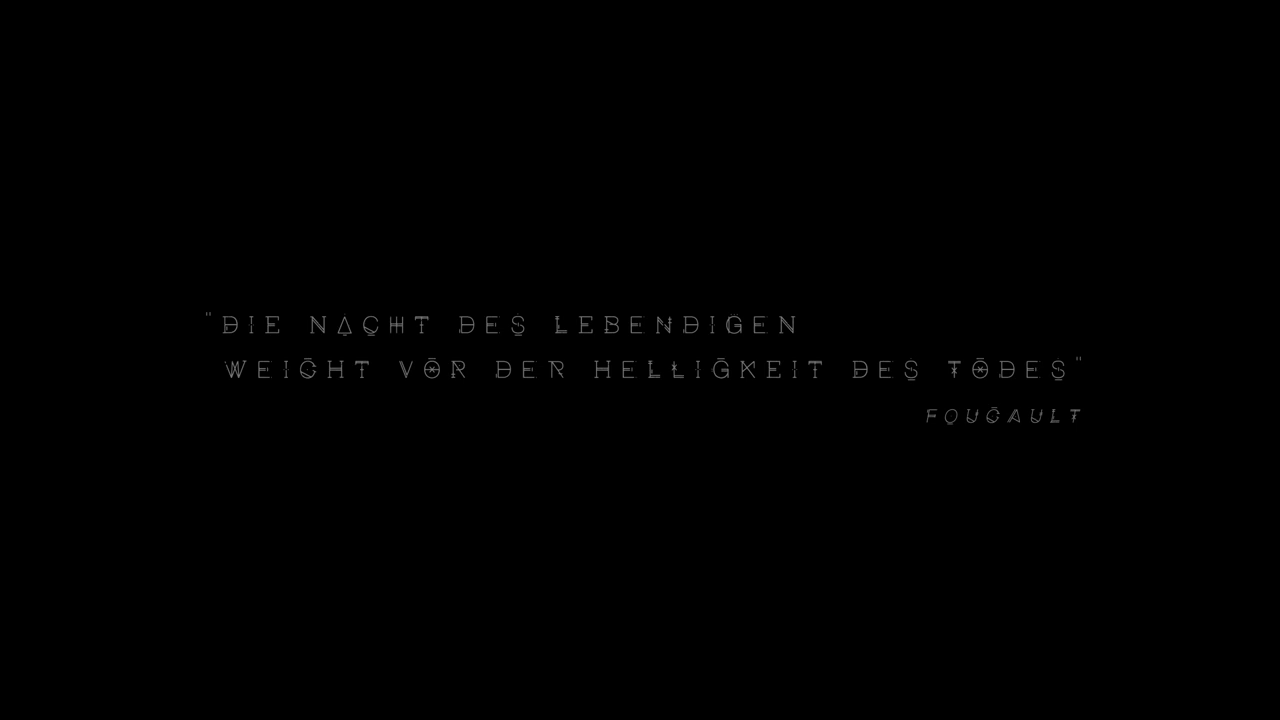 "DIE NACHT DES LEBENDIGEN
WEICHT VOR DER HELLIGKEIT DES TODES"
FOUCAULT